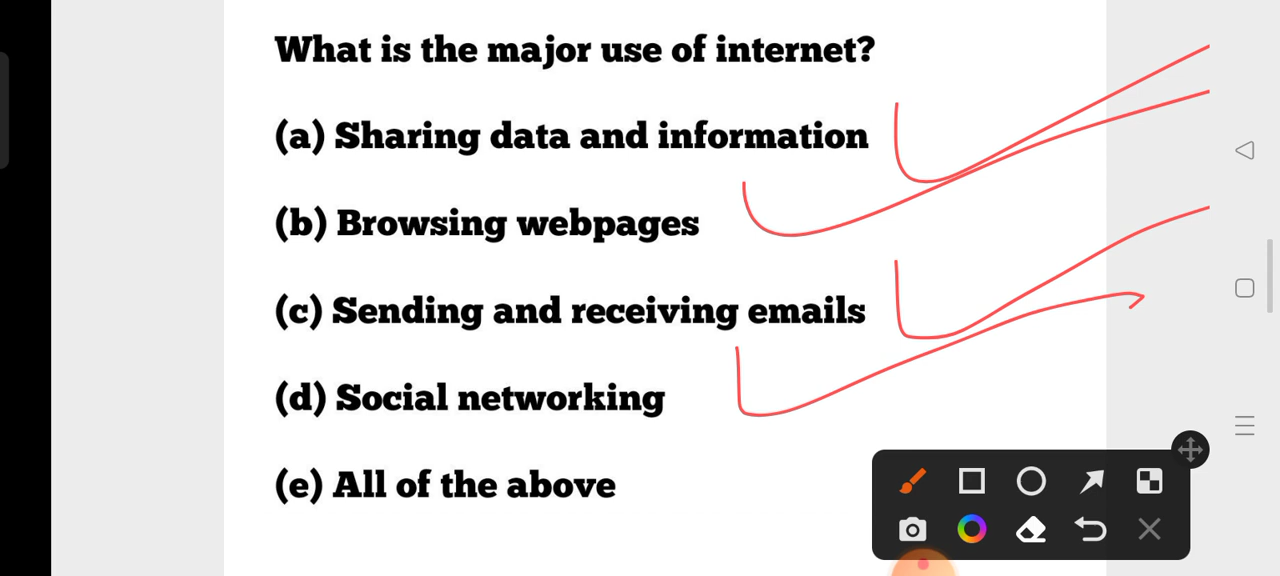 What is the major use of internet?
(a) Sharing data and information
(b) Browsing webpages
(c) Sending and receiving emails
(d) Social networking
(e) All of the above